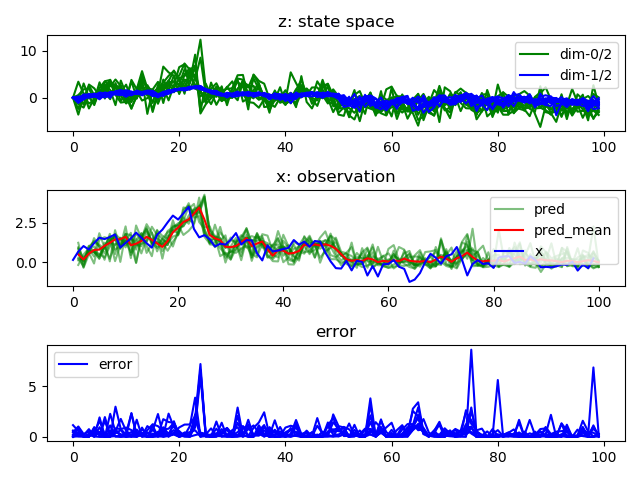 z: state space
10
0
dim-0/2
dim-1/2
0 20 40 60 80 100
x: observation
2.5
0.0
pred
pred_mean
x
0 20 40 60 80 100
error
5
0
error
0 20 40 60 80 100